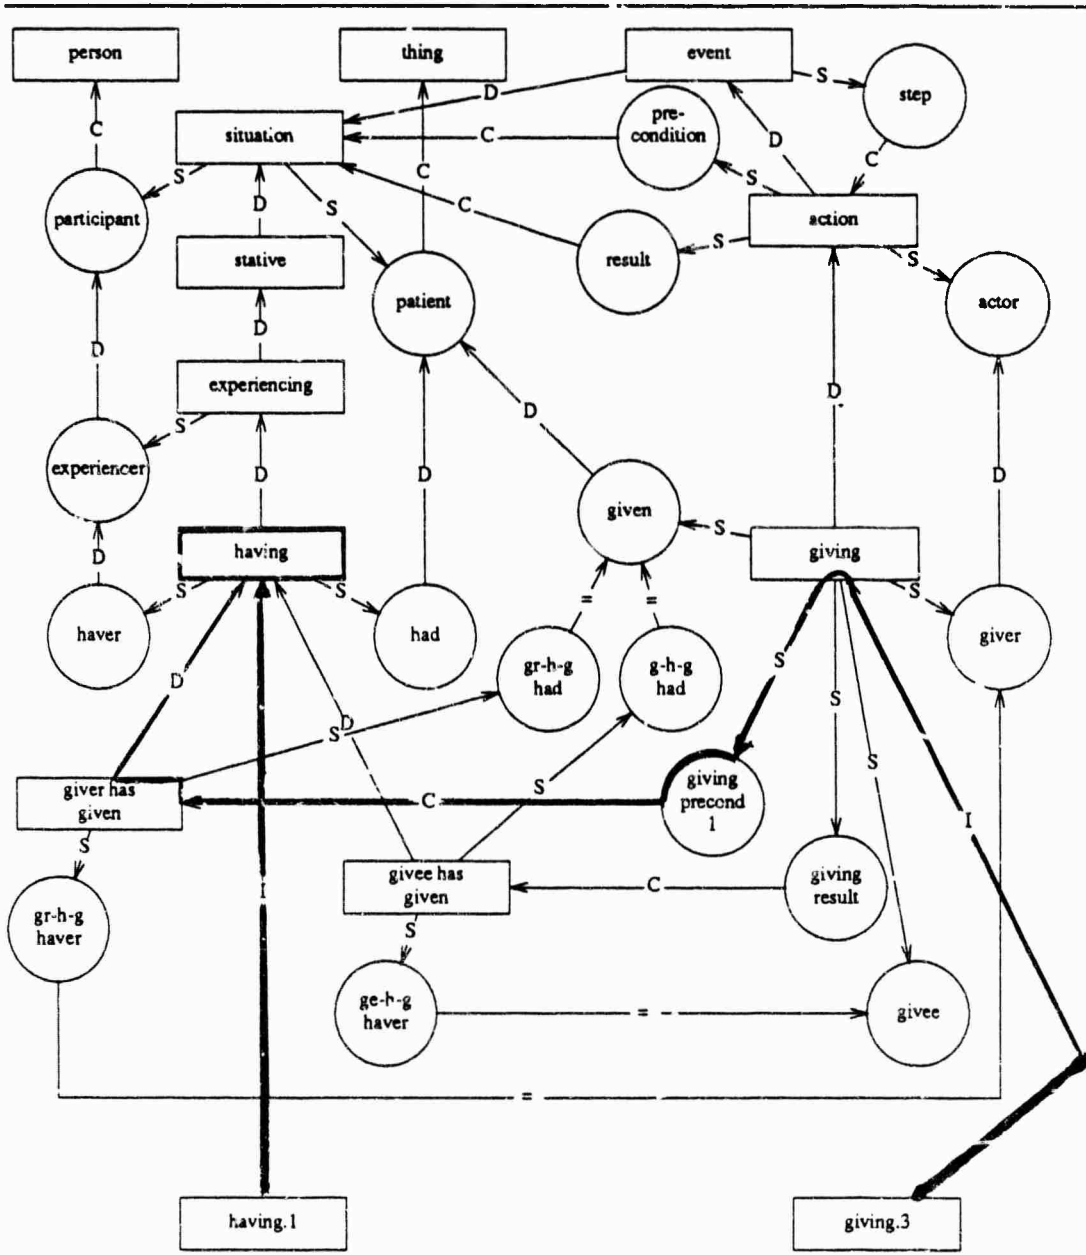 person
thing
event
S
step
D
pre-
condition
situation
C
D
C
C
S
S
C
participant
D
S
C
action
S
stative
result
S
patient
actor
D
D
experiencing
D
S
D
experiencer
D
D
D
given
S
having
giving
D
S
S
S
haver
had
=
=
giver
gr-h-g
had
g-h-g
had
S
D
S
D
S
S
giver has
given
C
S
giving
precond
1
I
S
givee has
given
C
giving
result
I
gr-h-g
haver
S
ge-h-g
haver
=
givee
=
having.1
giving.3